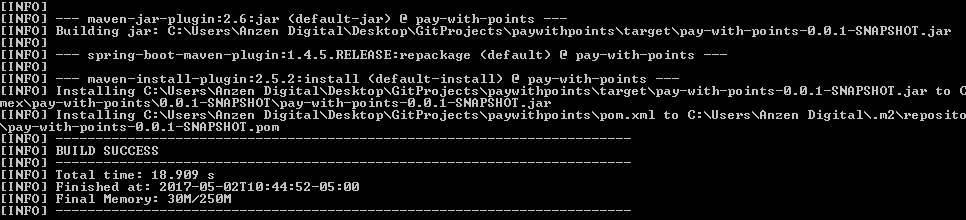 [INFO]
[INFO] --- maven-jar-plugin:2.6:jar (default-jar) @ pay-with-points ---
[INFO] Building jar: C:\Users\Anzen Digital\Desktop\GitProjects\paywithpoints\target\pay-with-points-0.0.1-SNAPSHOT.jar
[INFO]
[INFO] --- spring-boot-maven-plugin:1.4.5.RELEASE:repackage (default) @ pay-with-points ---
[INFO]
[INFO] --- maven-install-plugin:2.5.2:install (default-install) @ pay-with-points ---
[INFO] Installing C:\Users\Anzen Digital\Desktop\GitProjects\paywithpoints\target\pay-with-points-0.0.1-SNAPSHOT.jar to C
mex\pay-with-points\0.0.1-SNAPSHOT\pay-with-points-0.0.1-SNAPSHOT.jar
[INFO] Installing C:\Users\Anzen Digital\Desktop\GitProjects\paywithpoints\pom.xml to C:\Users\Anzen Digital\.m2\reposito
\pay-with-points-0.0.1-SNAPSHOT.pom
[INFO] ------------------------------------------------------------------------
[INFO] BUILD SUCCESS
[INFO] ------------------------------------------------------------------------
[INFO] Total time: 18.909 s
[INFO] Finished at: 2017-05-02T10:44:52-05:00
[INFO] Final Memory: 30M/250M
[INFO] ------------------------------------------------------------------------